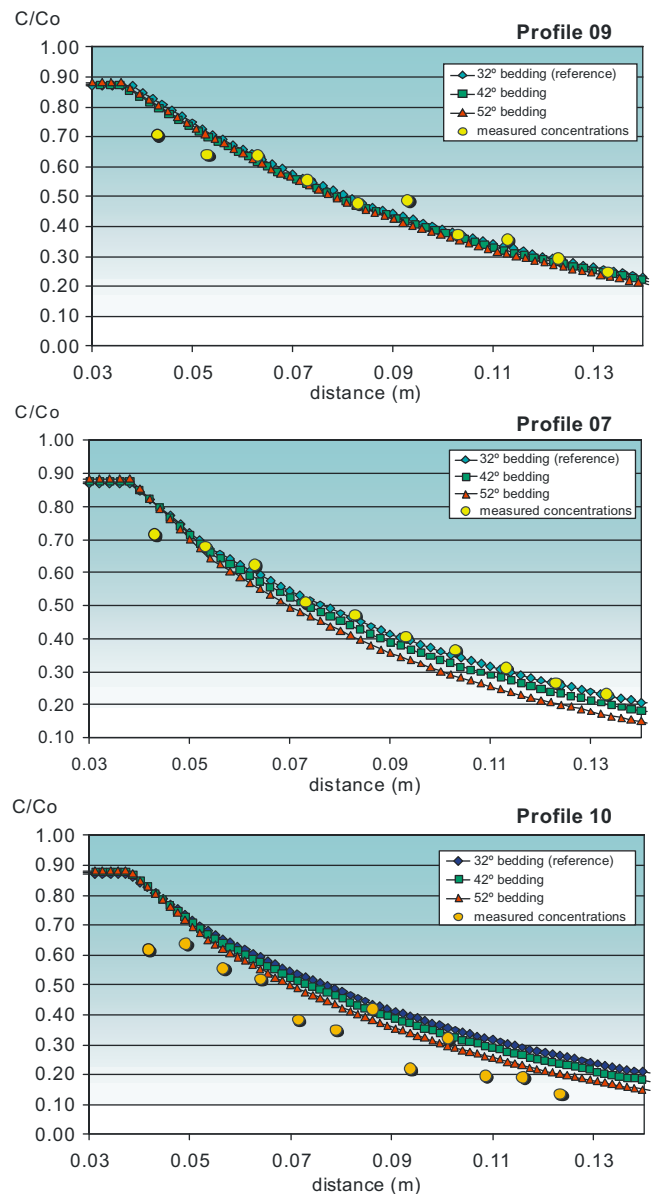 C/Co
Profile 09
1.00
0.90
0.80
0.70
0.60
0.50
0.40
0.30
0.20
0.10
0.00
32º bedding (reference)
42º bedding
52º bedding
measured concentrations
0.03 0.05 0.07 0.09 0.11 0.13
distance (m)
C/Co
Profile 07
1.00
0.90
0.80
0.70
0.60
0.50
0.40
0.30
0.20
0.10
32º bedding (reference)
42º bedding
52º bedding
measured concentrations
0.03 0.05 0.07 0.09 0.11 0.13
distance (m)
C/Co
Profile 10
1.00
0.90
0.80
0.70
0.60
0.50
0.40
0.30
0.20
0.10
0.00
32º bedding (reference)
42º bedding
52º bedding
measured concentrations
0.03 0.05 0.07 0.09 0.11 0.13
distance (m)